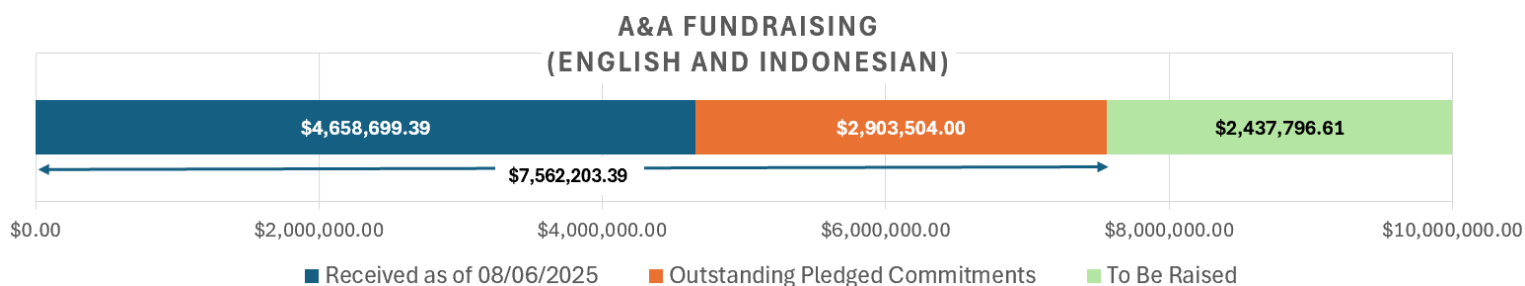 A&A FUNDRAISING
(ENGLISH AND INDONESIAN)
$4,658,699.39 $2,903,504.00 $2,437,796.61
$7,562,203.39
$0.00 $2,000,000.00 $4,000,000.00 $6,000,000.00 $8,000,000.00 $10,000,000.00
Received as of 08/06/2025 Outstanding Pledged Commitments To Be Raised